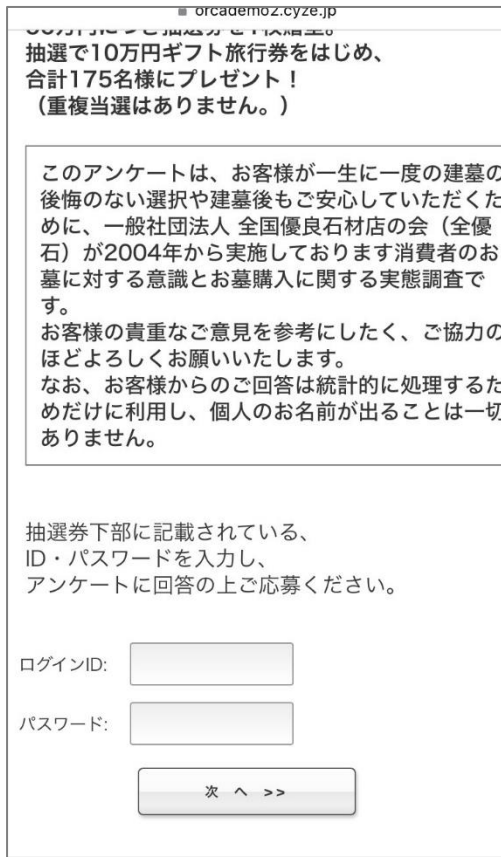 orcademo2.cyze.jp
抽選で10万円ギフト旅行券をはじめ、
合計175名様にプレゼント！
（重複当選はありません。）
このアンケートは、お客様が一生に一度の建墓の
後悔のない選択や建墓後もご安心していただくた
めに、一般社団法人 全国優良石材店の会（全優
石）が2004年から実施しております消費者のお
墓に対する意識とお墓購入に関する実態調査で
す。
お客様の貴重なご意見を参考にしたく、ご協力の
ほどよろしくお願いいたします。
なお、お客様からのご回答は統計的に処理するた
めだけに利用し、個人のお名前が出ることは一切
ありません。
抽選券下部に記載されている、
ID・パスワードを入力し、
アンケートに回答の上ご応募ください。
ログインID:
パスワード:
次 へ >>